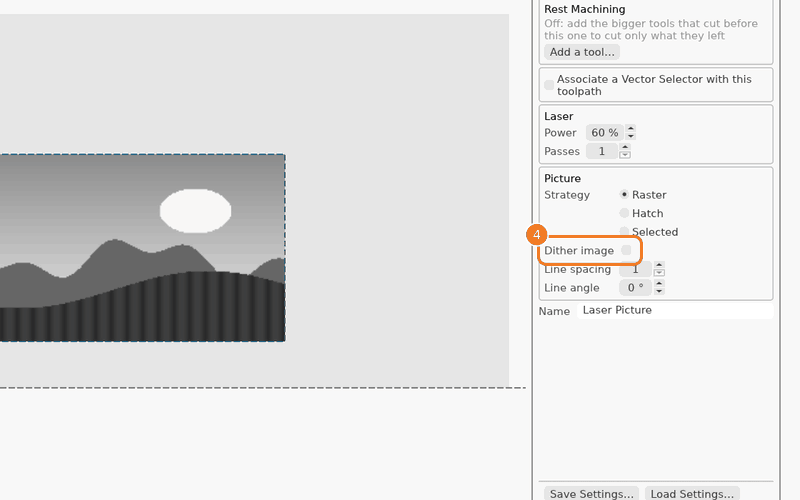 Rest Machining
Off: add the bigger tools that cut before
this one to cut only what they left
Add a tool...
Associate a Vector Selector with this
toolpath
Laser
Power 60 %
Passes 1
Picture
Strategy Raster
Hatch
Selected
4
Dither image
Line spacing 1
Line angle 0 °
Name Laser Picture
Save Settings... Load Settings...